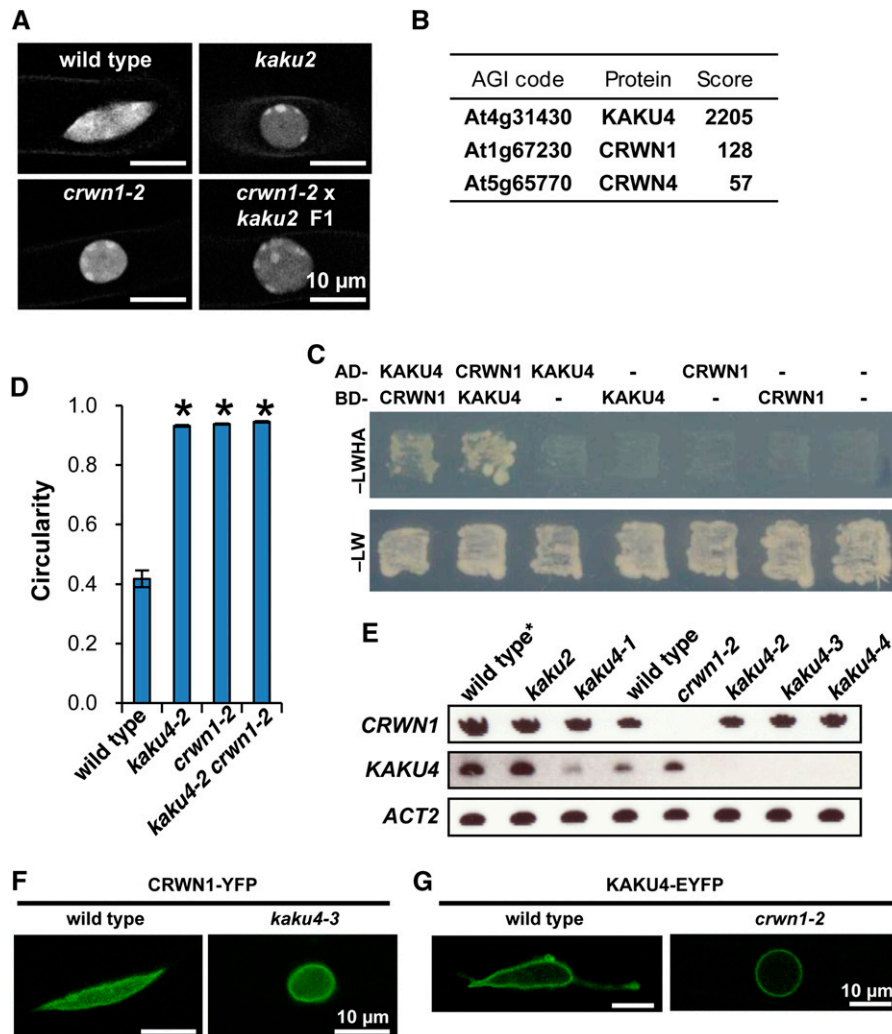 A
wild type
kaku2
crwn1-2
crwn1-2 x
kaku2 F1
10 μm
B
AGI code Protein Score
At4g31430 KAKU4 2205
At1g67230 CRWN1 128
At5g65770 CRWN4 57
C
AD- KAKU4 CRWN1 KAKU4 - CRWN1 - -
BD- CRWN1 KAKU4 - KAKU4 - CRWN1 -
–LWHA
–LW
D
Circularity
1.0
0.8
0.6
0.4
0.2
0.0
* * *
wild type
kaku4-2
crwn1-2
kaku4-2 crwn1-2
E
wild type*
kaku2
kaku4-1
wild type
crwn1-2
kaku4-2
kaku4-3
kaku4-4
CRWN1
KAKU4
ACT2
F
CRWN1-YFP
wild type
kaku4-3
10 μm
G
KAKU4-EYFP
wild type
crwn1-2
10 μm